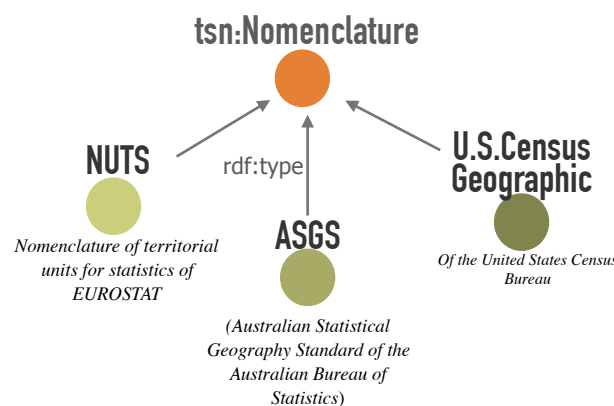 tsn:Nomenclature
NUTS
Nomenclature of territorial
units for statistics of
EUROSTAT
rdf:type
ASGS
(Australian Statistical
Geography Standard of the
Australian Bureau of
Statistics)
U.S.Census
Geographic
Of the United States Census
Bureau